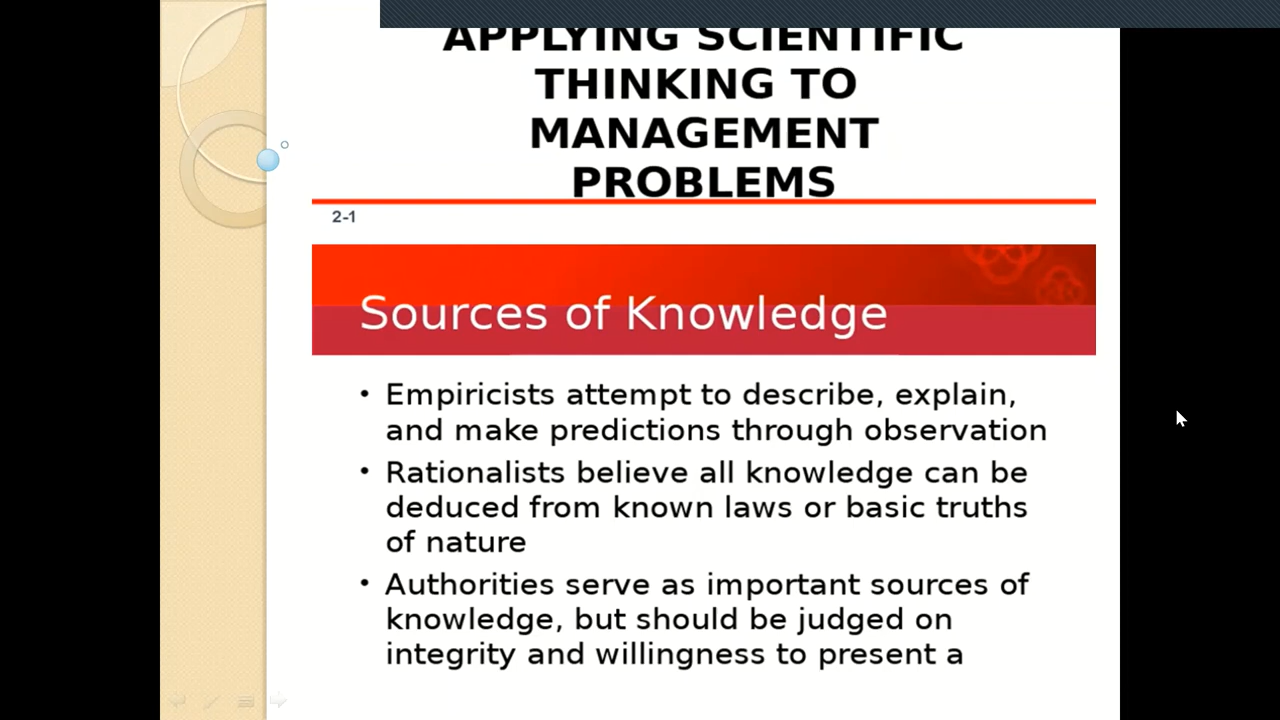 APPLYING SCIENTIFIC
THINKING TO
MANAGEMENT
PROBLEMS
2-1
Sources of Knowledge
• Empiricists attempt to describe, explain,
and make predictions through observation
• Rationalists believe all knowledge can be
deduced from known laws or basic truths
of nature
• Authorities serve as important sources of
knowledge, but should be judged on
integrity and willingness to present a